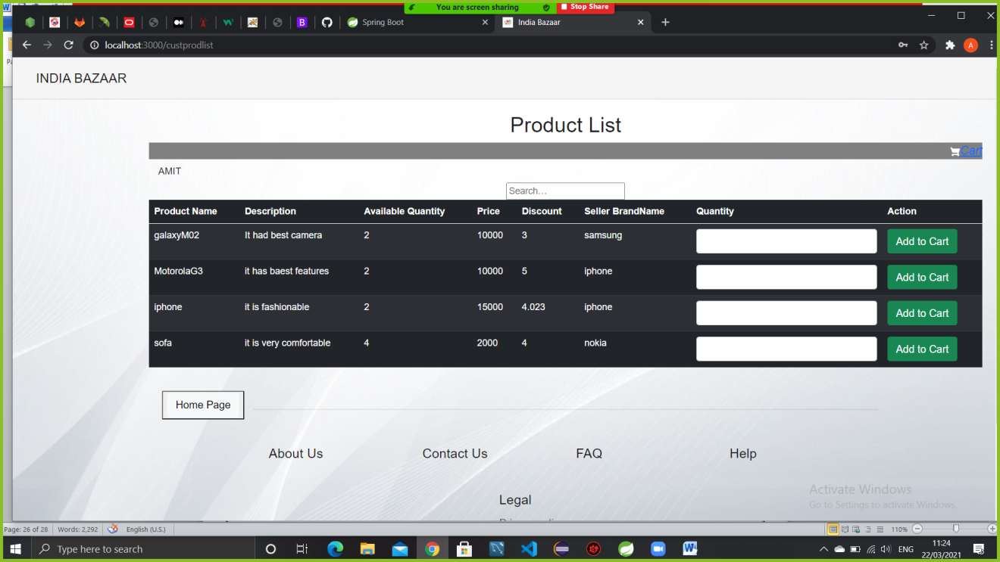 You are screen sharing Stop Share
Spring Boot India Bazaar
localhost:3000/custprodlist A
INDIA BAZAAR
Product List
Cart
AMIT
Search...
Product Name Description Available Quantity Price Discount Seller BrandName Quantity Action
galaxyM02 It had best camera 2 10000 3 samsung Add to Cart
MotorolaG3 it has baest features 2 10000 5 iphone Add to Cart
iphone it is fashionable 2 15000 4.023 iphone Add to Cart
sofa it is very comfortable 4 2000 4 nokia Add to Cart
Home Page
About Us Contact Us FAQ Help
Activate Windows
Legal
Go to Settings to activate Windows.
Page: 26 of 28 Words: 2,292 English (U.S.) 110%
Type here to search ENG 11:24
22/03/2021